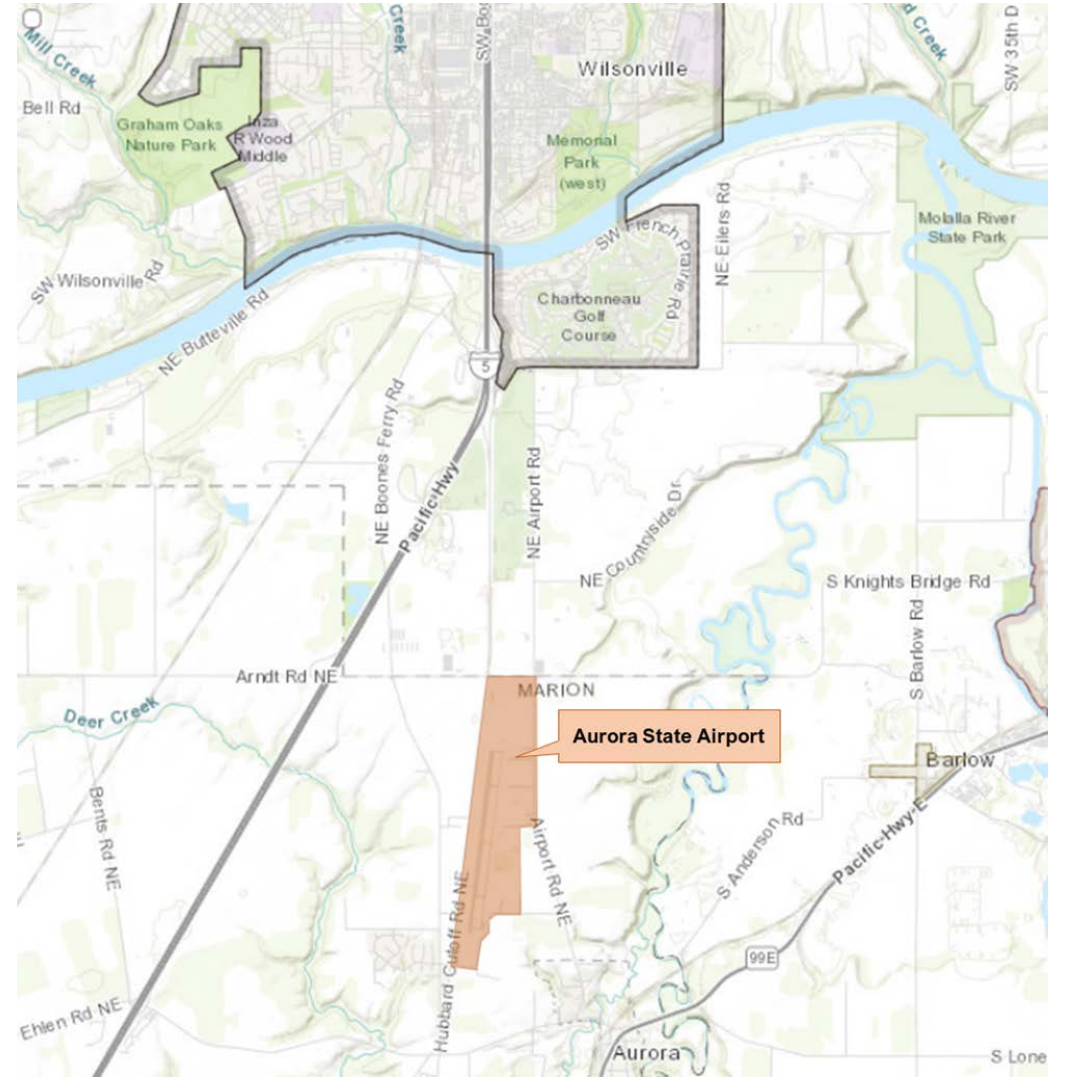 Mill Creek
Creek
SW Bo
d Creek
SW 35th D
Wilsonville
Bell Rd
Graham Oaks
Nature Park
Inza
R Wood
Middle
Memorial
Park
(west)
NE Eilers Rd
Molalla River
State Park
SW French Prairie Rd
SW Wilsonville Rd
Charbonneau
Golf
Course
NE Butteville Rd
5
NE Boones Ferry Rd
Pacific Hwy
NE Airport Rd
NE Countryside Dr
S Knights Bridge Rd
S Barlow Rd
Arndt Rd NE
MARION
Deer Creek
Aurora State Airport
Barlow
Bents Rd NE
Airport Rd NE
S Anderson Rd
Pacific Hwy E
Hubbard Cutoff Rd NE
99E
Ehlen Rd NE
Aurora
S Lone